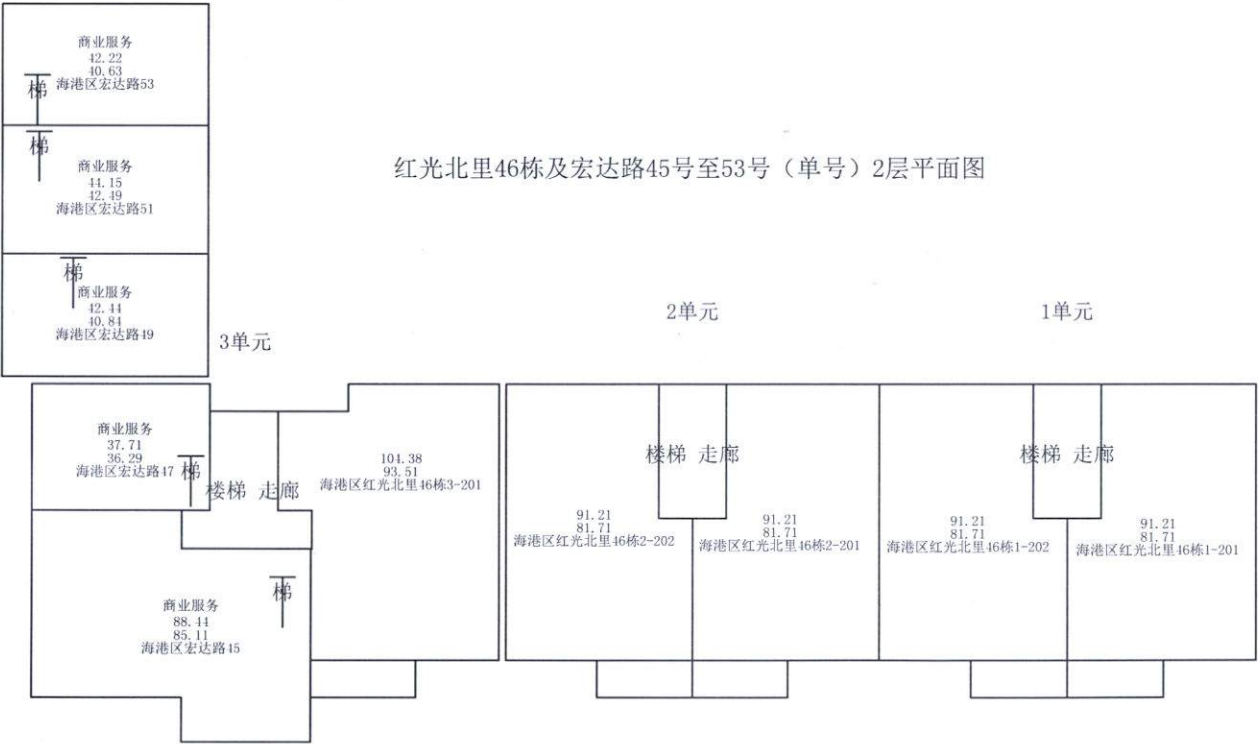 商业服务
42.22
40.63
海港区宏达路53
梯
梯
商业服务
44.15
42.49
海港区宏达路51
红光北里46栋及宏达路45号至53号（单号）2层平面图
梯
商业服务
42.44
40.84
海港区宏达路49
3单元
2单元
1单元
商业服务
37.71
36.29
海港区宏达路47
梯
楼梯 走廊
104.38
93.51
海港区红光北里46栋3-201
楼梯 走廊
91.21
81.71
海港区红光北里46栋2-202
91.21
81.71
海港区红光北里46栋2-201
楼梯 走廊
91.21
81.71
海港区红光北里46栋1-202
91.21
81.71
海港区红光北里46栋1-201
梯
商业服务
88.44
85.11
海港区宏达路45